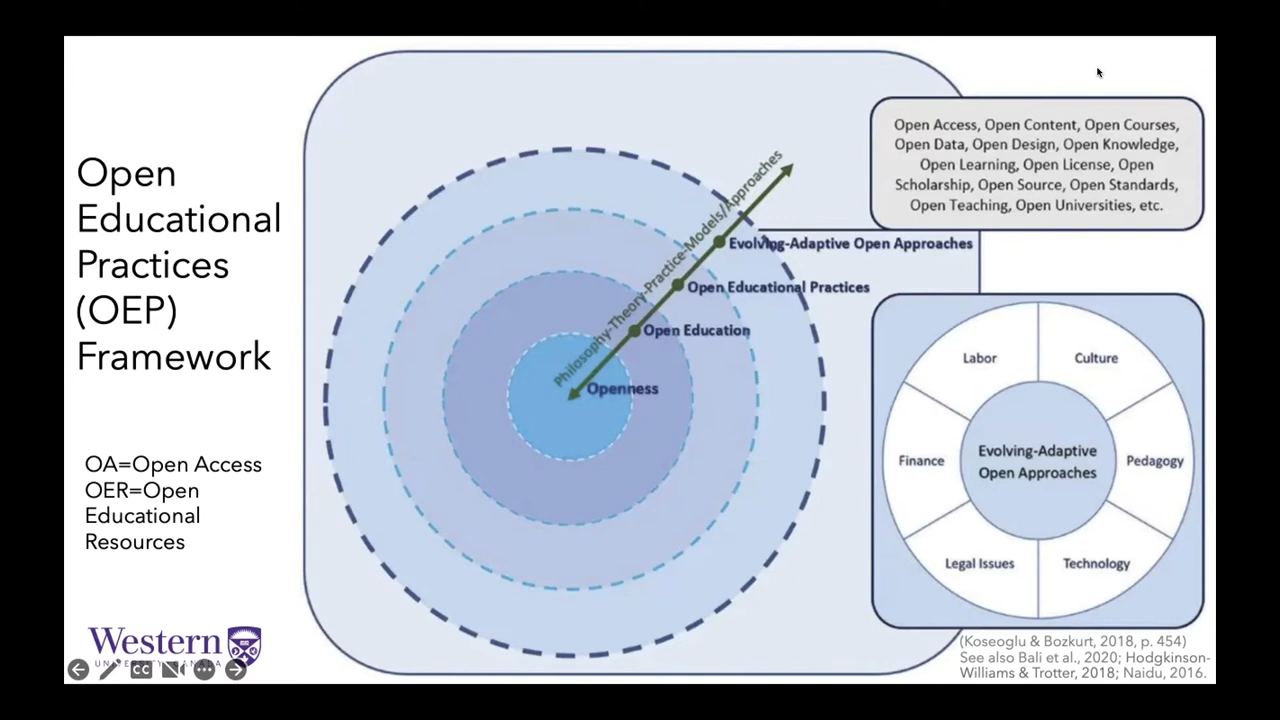 Open
Educational
Practices
(OEP)
Framework
OA=Open Access
OER=Open
Educational
Resources
Western
UNIVERSITY · CANADA
CC
Philosophy-Theory-Practice-Models/Approaches
Evolving-Adaptive Open Approaches
Open Educational Practices
Open Education
Openness
Open Access, Open Content, Open Courses,
Open Data, Open Design, Open Knowledge,
Open Learning, Open License, Open
Scholarship, Open Source, Open Standards,
Open Teaching, Open Universities, etc.
Labor
Culture
Finance
Evolving-Adaptive
Open Approaches
Pedagogy
Legal Issues
Technology
(Koseoglu & Bozkurt, 2018, p. 454)
See also Bali et al., 2020; Hodgkinson-
Williams & Trotter, 2018; Naidu, 2016.